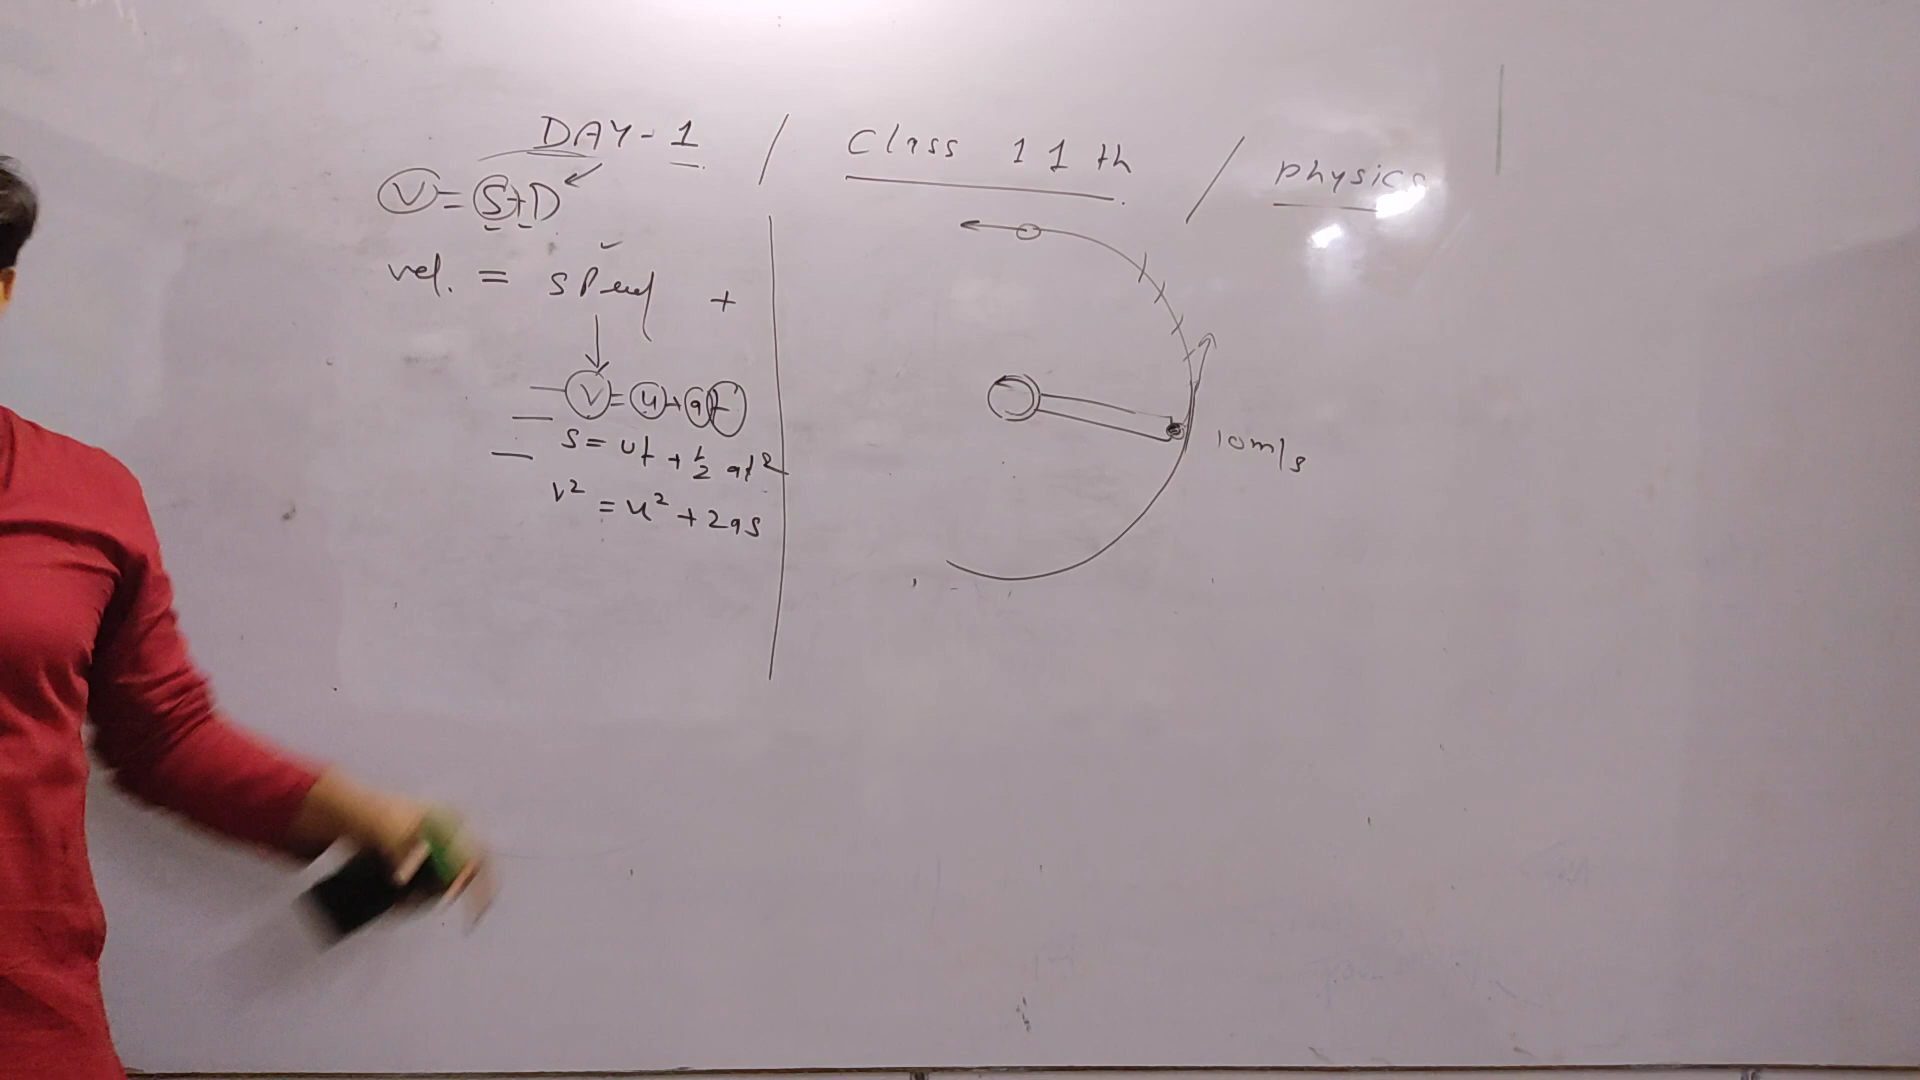 DAY-1 / Class 11th / physics
V = S+D
vel. = speed +
V = u+at
s = ut + 1/2 at²
v² = u² + 2as
10m/s